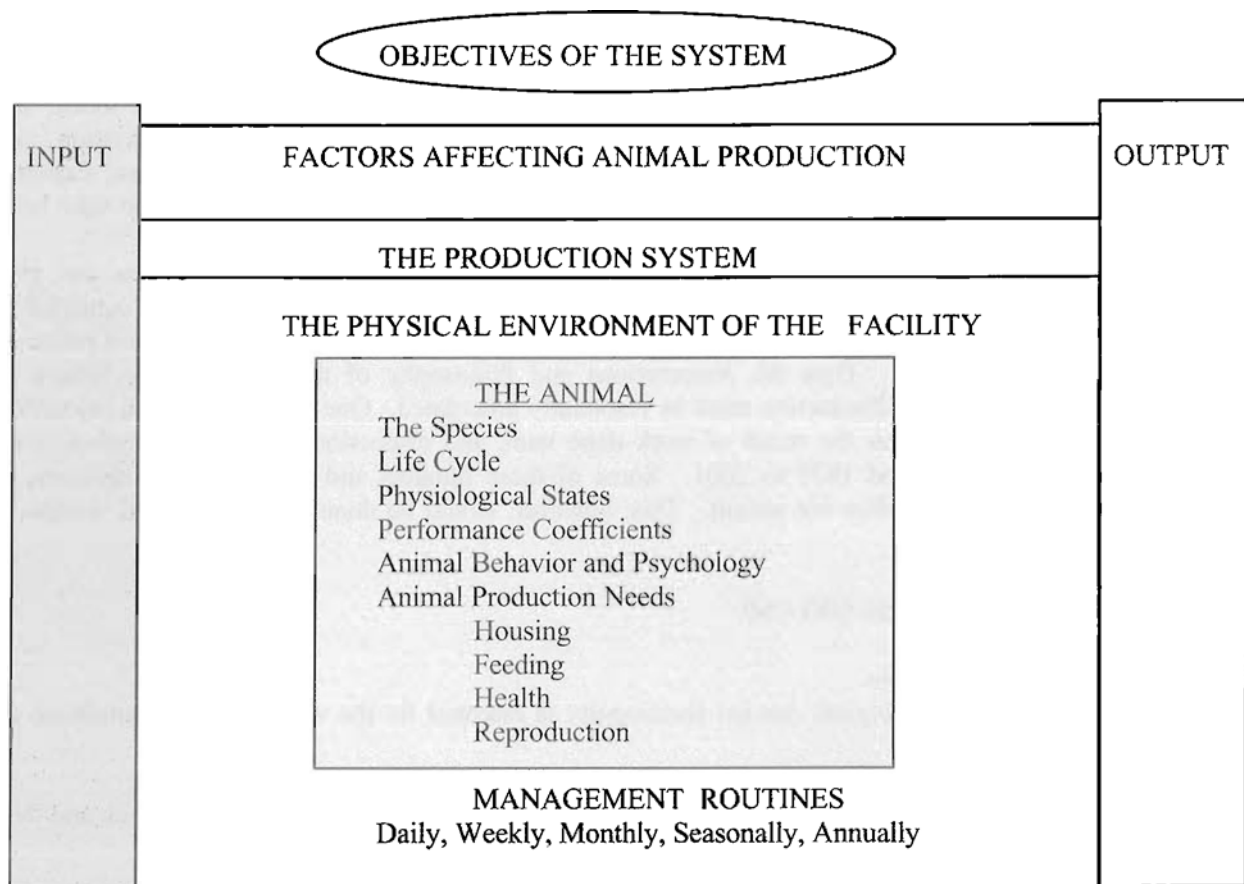 OBJECTIVES OF THE SYSTEM
INPUT
FACTORS AFFECTING ANIMAL PRODUCTION
OUTPUT
THE PRODUCTION SYSTEM
THE PHYSICAL ENVIRONMENT OF THE FACILITY
THE ANIMAL
The Species
Life Cycle
Physiological States
Performance Coefficients
Animal Behavior and Psychology
Animal Production Needs
Housing
Feeding
Health
Reproduction
MANAGEMENT ROUTINES
Daily, Weekly, Monthly, Seasonally, Annually